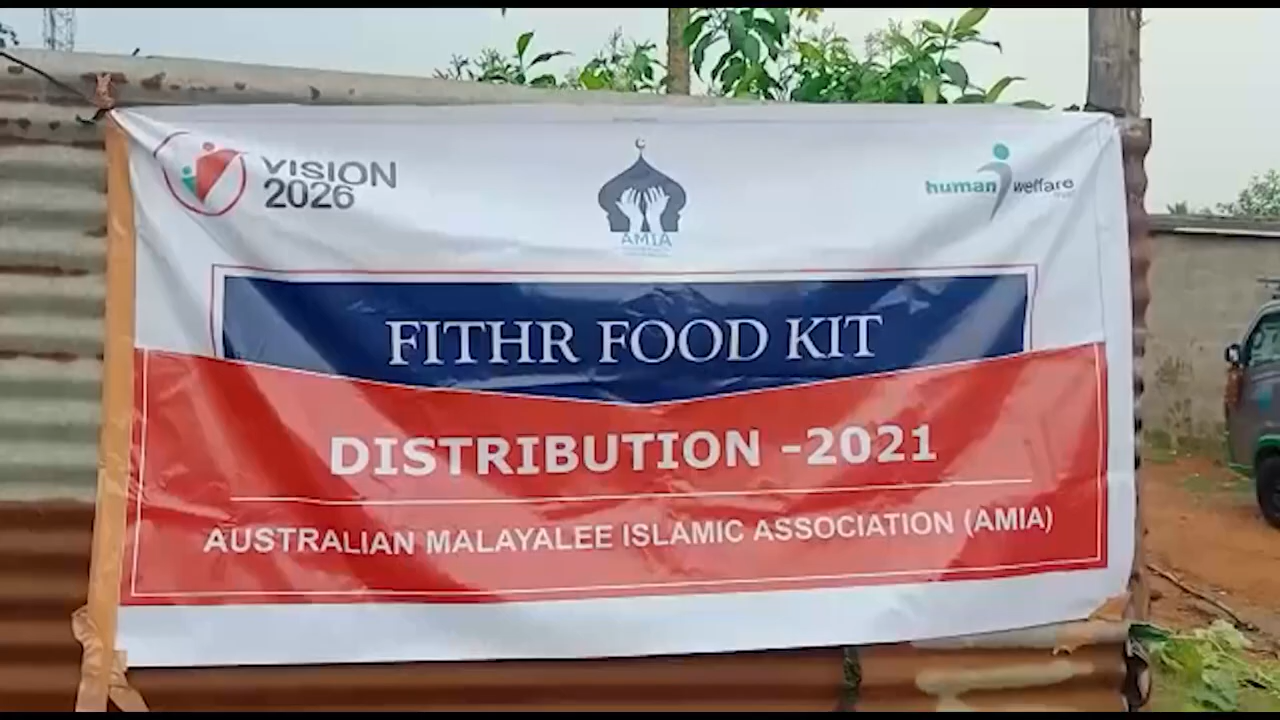 VISION
2026
AMIA
human welfare
FITHR FOOD KIT
DISTRIBUTION -2021
AUSTRALIAN MALAYALEE ISLAMIC ASSOCIATION (AMIA)